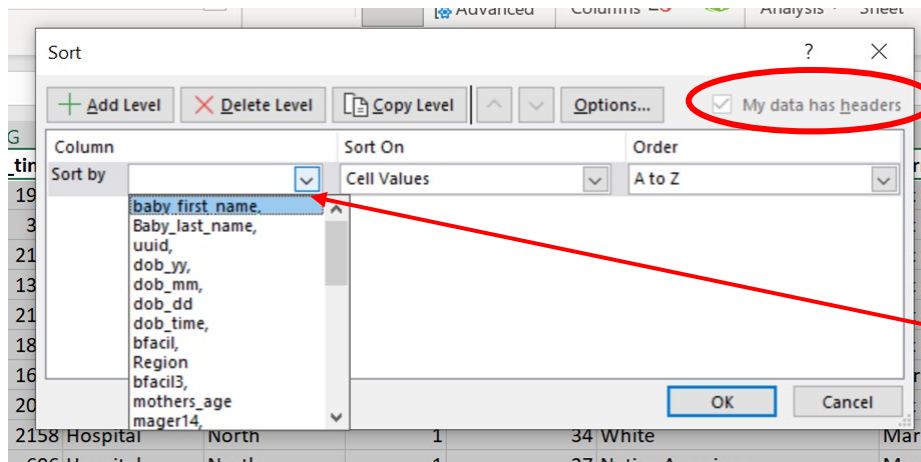 Advanced Columns Analysis Sheet
Sort ?
Add Level Delete Level Copy Level Options... My data has headers
G
Column Sort On Order
Sort by Cell Values A to Z
19
baby_first_name,
3
Baby_last_name,
21
uuid,
dob_yy,
13
dob_mm,
dob_dd
21
dob_time,
18
bfacil,
Region
16
bfacil3,
20
mothers_age
OK Cancel
mager14,
2158 Hospital North 1 34 White Mar